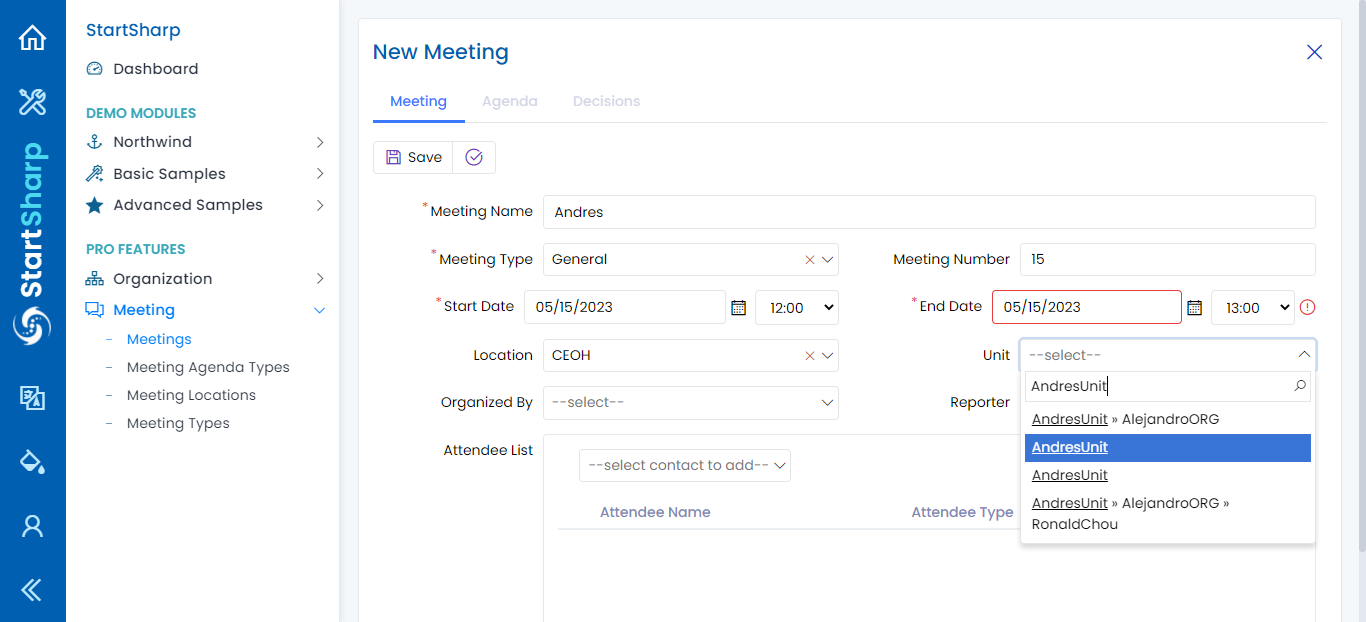 StartSharp
StartSharp
Dashboard
DEMO MODULES
Northwind
Basic Samples
Advanced Samples
PRO FEATURES
Organization
Meeting
Meetings
Meeting Agenda Types
Meeting Locations
Meeting Types
New Meeting
Meeting Agenda Decisions
Save
* Meeting Name Andres
* Meeting Type General Meeting Number 15
* Start Date 05/15/2023 12:00 * End Date 05/15/2023 13:00
Location CEOH Unit --select--
AndresUnit
Organized By --select-- Reporter
AndresUnit » AlejandroORG
AndresUnit
AndresUnit
AndresUnit » AlejandroORG »
RonaldChou
Attendee List
--select contact to add--
Attendee Name Attendee Type